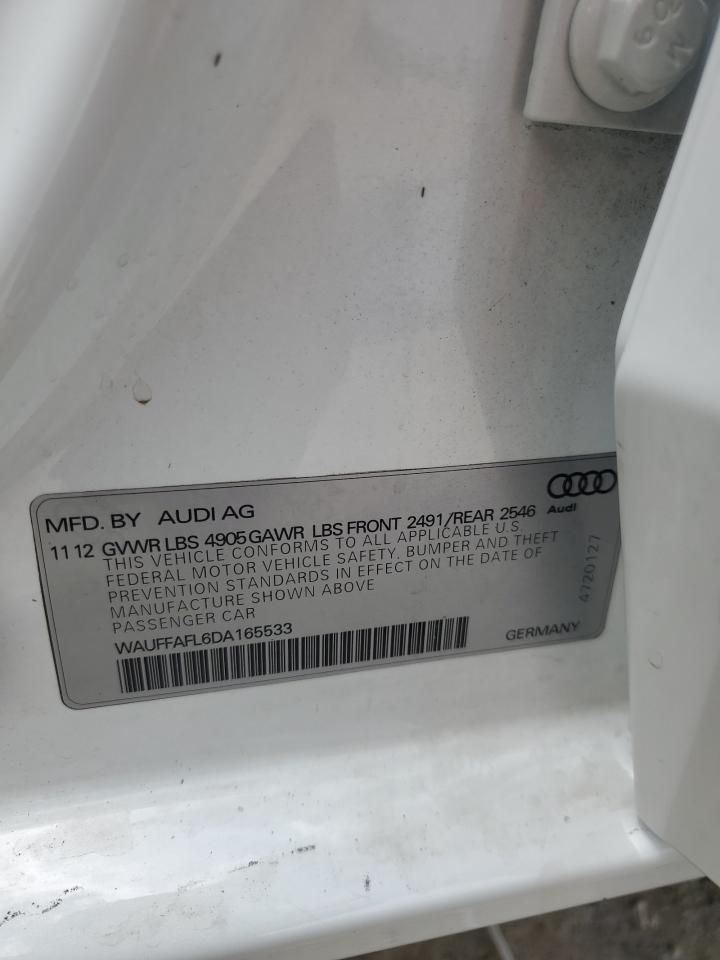 MFD. BY AUDI AG
Audi
11 12 GVWR LBS 4905 GAWR LBS FRONT 2491/REAR 2546
THIS VEHICLE CONFORMS TO ALL APPLICABLE U.S.
FEDERAL MOTOR VEHICLE SAFETY, BUMPER AND THEFT
PREVENTION STANDARDS IN EFFECT ON THE DATE OF
MANUFACTURE SHOWN ABOVE
PASSENGER CAR
WAUFFAFL6DA165533
GERMANY
4720127